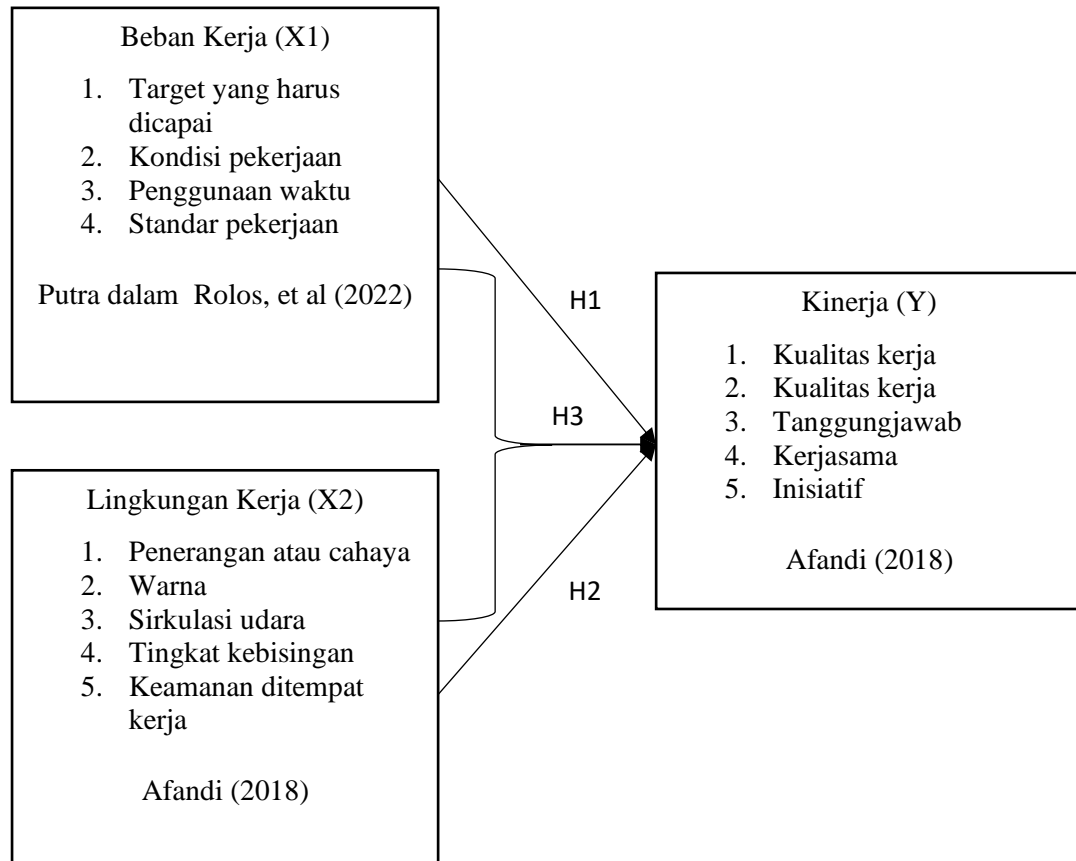 Beban Kerja (X1)
1. Target yang harus
dicapai
2. Kondisi pekerjaan
3. Penggunaan waktu
4. Standar pekerjaan
Putra dalam Rolos, et al (2022)
H1
H3
H2
Lingkungan Kerja (X2)
1. Penerangan atau cahaya
2. Warna
3. Sirkulasi udara
4. Tingkat kebisingan
5. Keamanan ditempat
kerja
Afandi (2018)
Kinerja (Y)
1. Kualitas kerja
2. Kualitas kerja
3. Tanggungjawab
4. Kerjasama
5. Inisiatif
Afandi (2018)